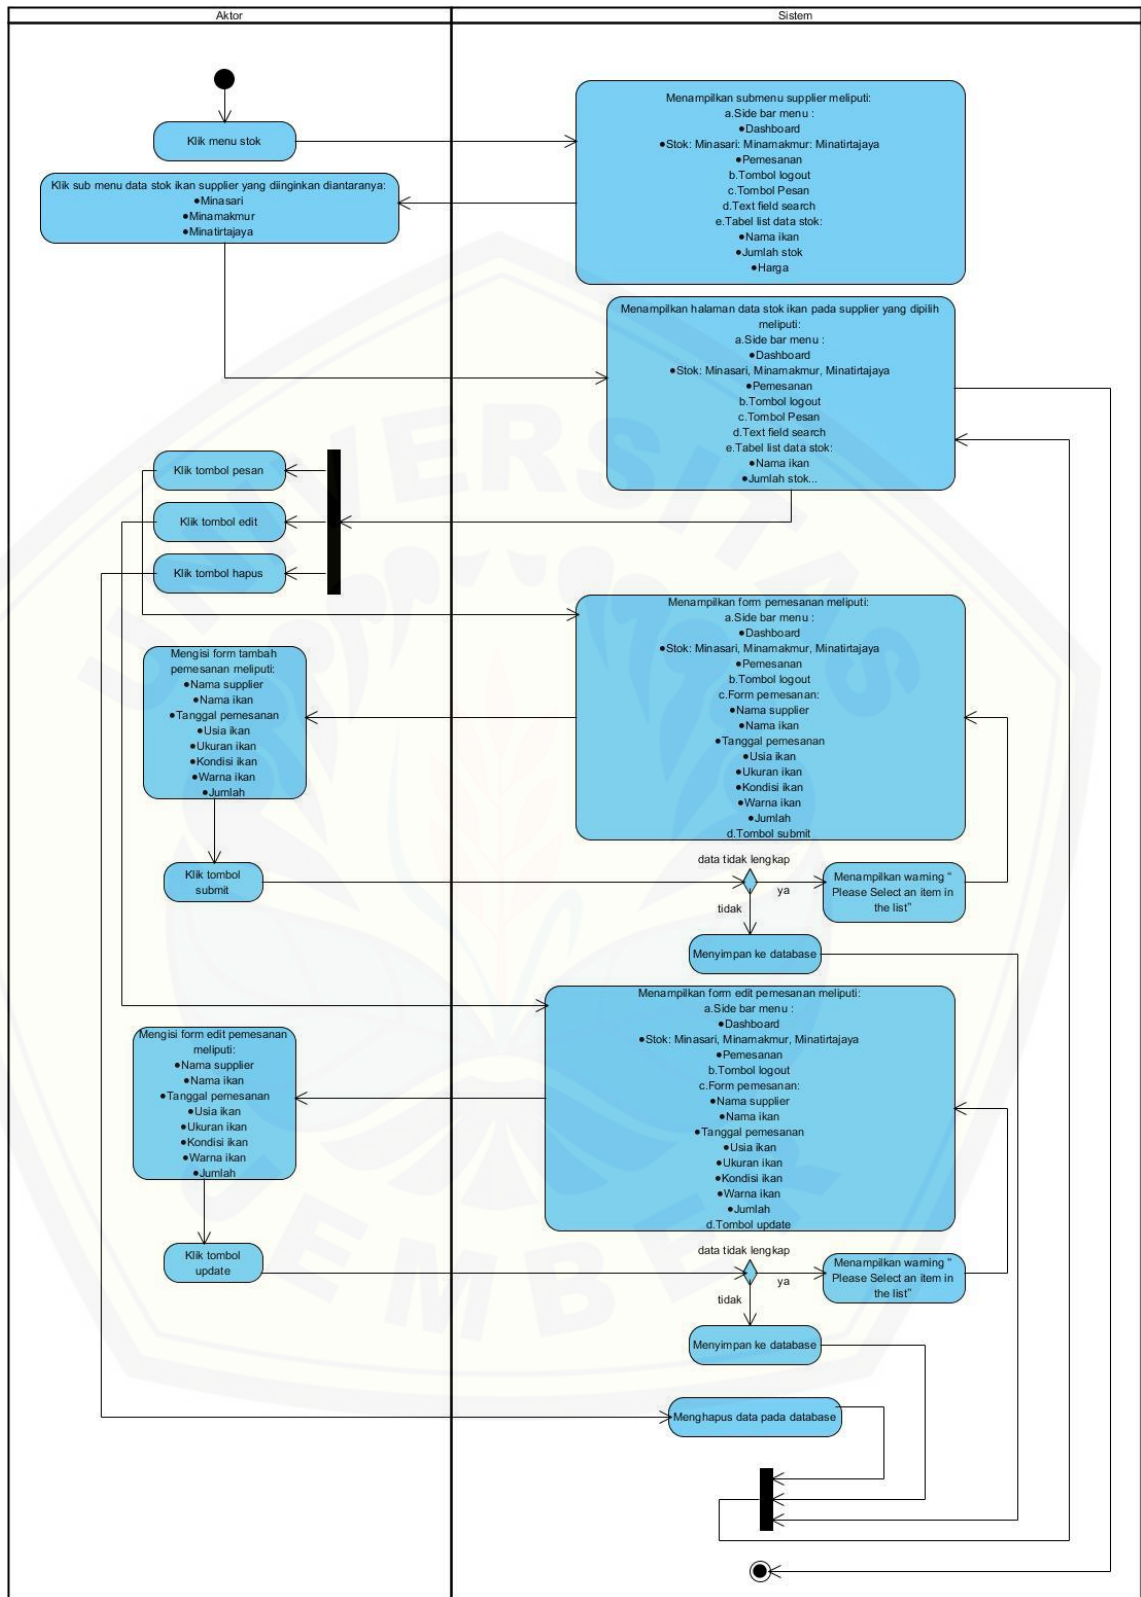 Aktor
Sistem
Klik menu stok
Menampilkan submenu supplier meliputi:
a.Side bar menu :
●Dashboard
●Stok: Minasari: Minamakmur: Minatirtajaya
●Pemesanan
b.Tombol logout
c.Tombol Pesan
d.Text field search
e.Tabel list data stok:
●Nama ikan
●Jumlah stok
●Harga
Klik sub menu data stok ikan supplier yang diinginkan diantaranya:
●Minasari
●Minamakmur
●Minatirtajaya
Menampilkan halaman data stok ikan pada supplier yang dipilih
meliputi:
a.Side bar menu :
●Dashboard
●Stok: Minasari, Minamakmur, Minatirtajaya
●Pemesanan
b.Tombol logout
c.Tombol Pesan
d.Text field search
e.Tabel list data stok:
●Nama ikan
●Jumlah stok...
Klik tombol pesan
Klik tombol edit
Klik tombol hapus
Menampilkan form pemesanan meliputi:
a.Side bar menu :
●Dashboard
●Stok: Minasari, Minamakmur, Minatirtajaya
●Pemesanan
b.Tombol logout
c.Form pemesanan:
●Nama supplier
●Nama ikan
●Tanggal pemesanan
●Usia ikan
●Ukuran ikan
●Kondisi ikan
●Warna ikan
●Jumlah
d.Tombol submit
Mengisi form tambah
pemesanan meliputi:
●Nama supplier
●Nama ikan
●Tanggal pemesanan
●Usia ikan
●Ukuran ikan
●Kondisi ikan
●Warna ikan
●Jumlah
Klik tombol
submit
data tidak lengkap
ya
tidak
Menampilkan warning "
Please Select an item in
the list"
Menyimpan ke database
Menampilkan form edit pemesanan meliputi:
a.Side bar menu :
●Dashboard
●Stok: Minasari, Minamakmur, Minatirtajaya
●Pemesanan
b.Tombol logout
c.Form pemesanan:
●Nama supplier
●Nama ikan
●Tanggal pemesanan
●Usia ikan
●Ukuran ikan
●Kondisi ikan
●Warna ikan
●Jumlah
d.Tombol update
Mengisi form edit pemesanan
meliputi:
●Nama supplier
●Nama ikan
●Tanggal pemesanan
●Usia ikan
●Ukuran ikan
●Kondisi ikan
●Warna ikan
●Jumlah
Klik tombol
update
data tidak lengkap
ya
tidak
Menampilkan warning "
Please Select an item in
the list"
Menyimpan ke database
Menghapus data pada database
UNIVERSITAS
JEMBER